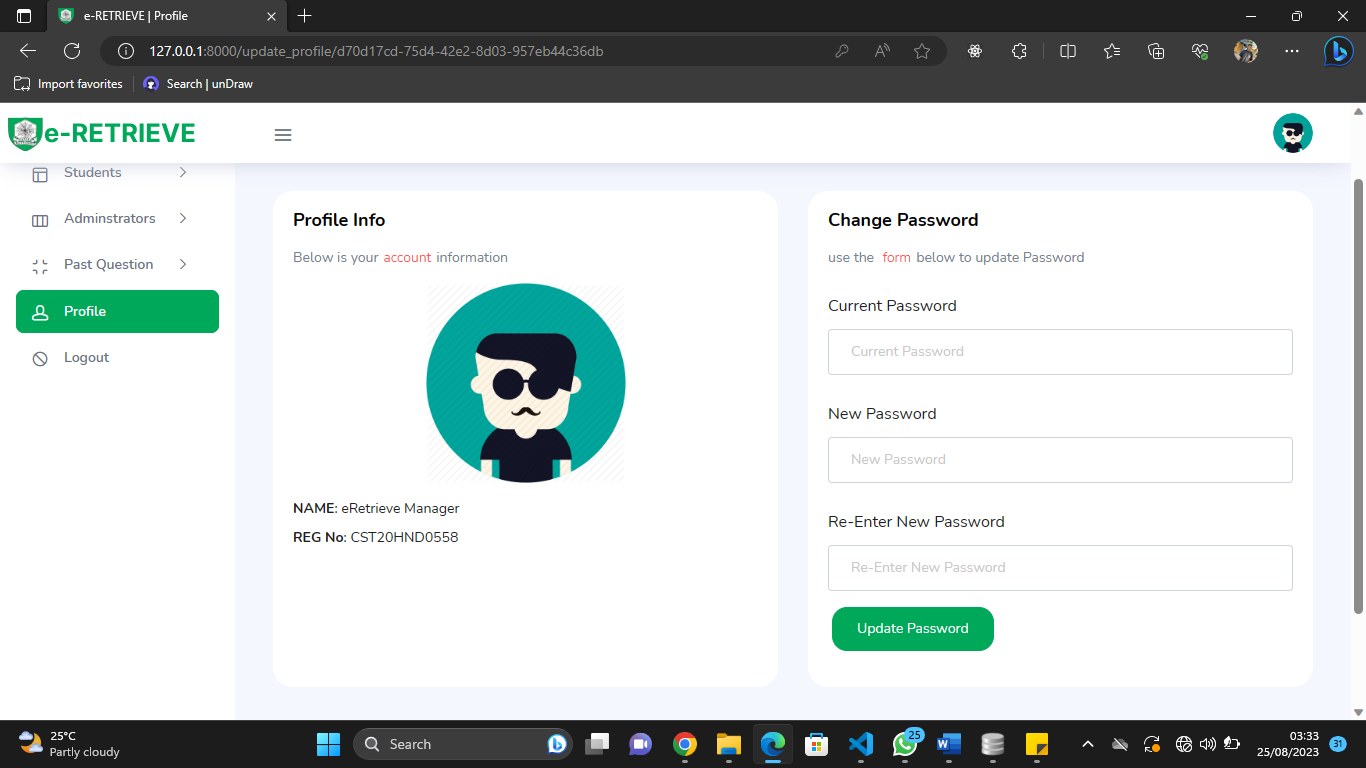 e-RETRIEVE | Profile
127.0.0.1:8000/update_profile/d70d17cd-75d4-42e2-8d03-957eb44c36db
Import favorites
Search | unDraw
e-RETRIEVE
Students
Adminstrators
Past Question
Profile
Logout
Profile Info
Below is your account information
NAME: eRetrieve Manager
REG No: CST20HND0558
Change Password
use the form below to update Password
Current Password
Current Password
New Password
New Password
Re-Enter New Password
Re-Enter New Password
Update Password
25°C
Partly cloudy
Search
25
03:33
25/08/2023
31